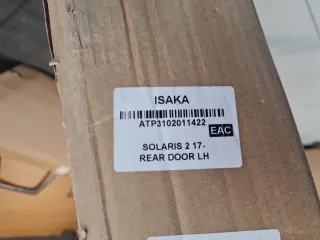 ISAKA
ATP3102011422
EAC
SOLARIS 2 17-
REAR DOOR LH